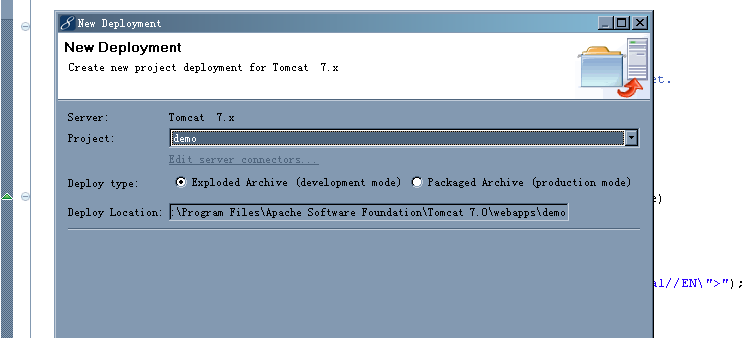 New Deployment
New Deployment
Create new project deployment for Tomcat 7.x
et.
Server: Tomcat 7.x
Project: demo
Edit server connectors...
Deploy type: Exploded Archive (development mode) Packaged Archive (production mode)
e)
Deploy Location: :\Program Files\Apache Software Foundation\Tomcat 7.0\webapps\demo
al//EN\">");